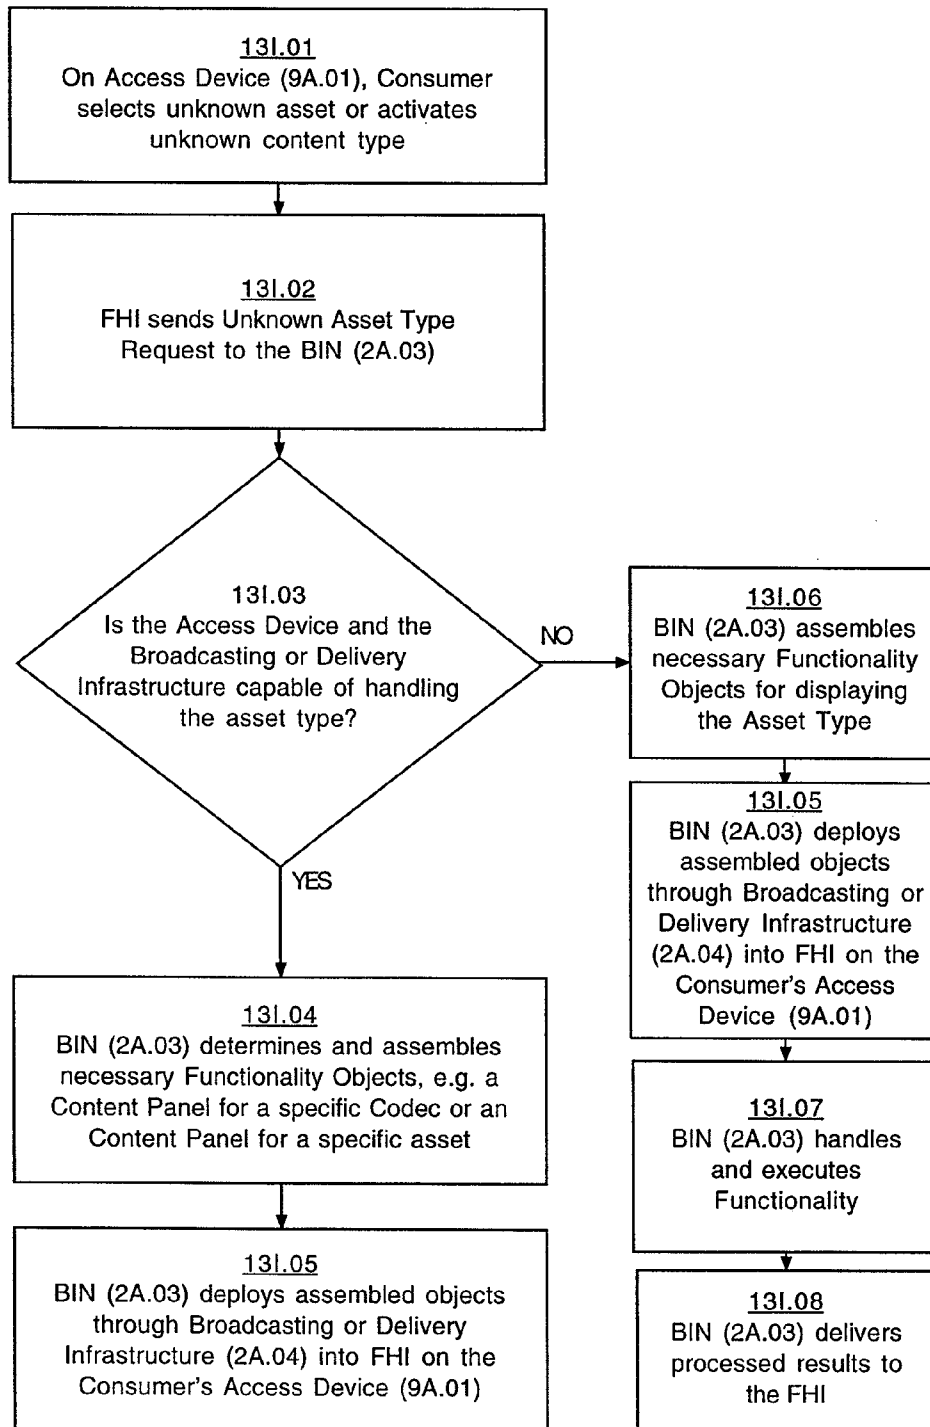 13I.01
On Access Device (9A.01), Consumer
selects unknown asset or activates
unknown content type
13I.02
FHI sends Unknown Asset Type
Request to the BIN (2A.03)
13I.03
Is the Access Device and the
Broadcasting or Delivery
Infrastructure capable of handling
the asset type?
NO
YES
13I.04
BIN (2A.03) determines and assembles
necessary Functionality Objects, e.g. a
Content Panel for a specific Codec or an
Content Panel for a specific asset
13I.05
BIN (2A.03) deploys assembled objects
through Broadcasting or Delivery
Infrastructure (2A.04) into FHI on the
Consumer's Access Device (9A.01)
13I.06
BIN (2A.03) assembles
necessary Functionality
Objects for displaying
the Asset Type
13I.05
BIN (2A.03) deploys
assembled objects
through Broadcasting or
Delivery Infrastructure
(2A.04) into FHI on the
Consumer's Access
Device (9A.01)
13I.07
BIN (2A.03) handles
and executes
Functionality
13I.08
BIN (2A.03) delivers
processed results to
the FHI